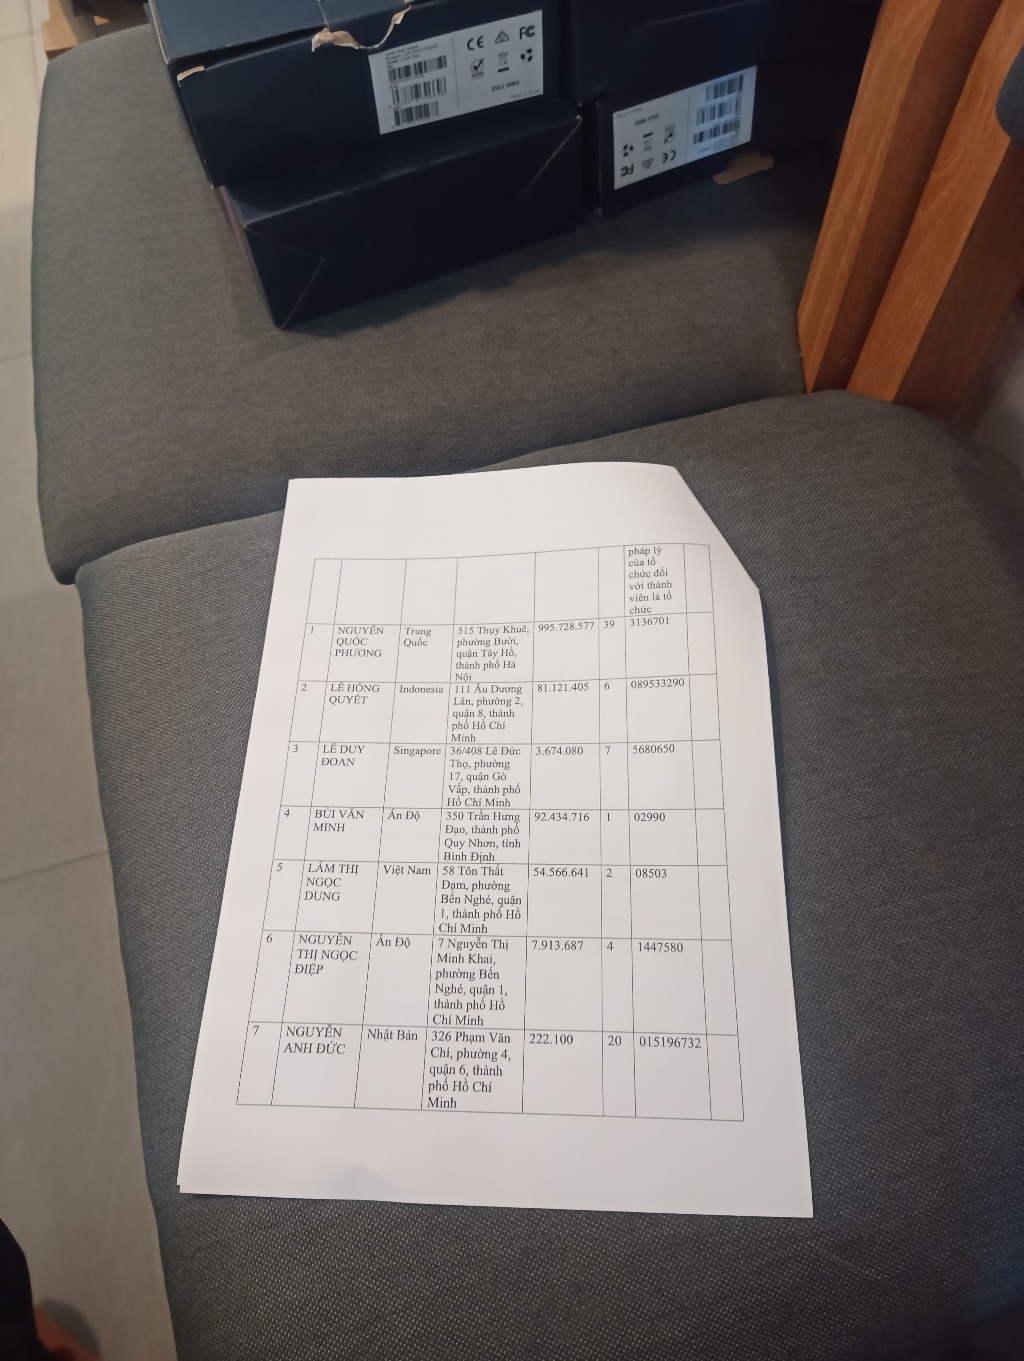 CE FC
ISO 9001
ISO 9001
CE FC
pháp lý
của tổ
chức đối
với thành
viên là tổ
chức
1 NGUYỄN Trung 515 Thụy Khuê, 995.728.577 39 3136701
QUỐC Quốc phường Bưởi,
PHƯƠNG quận Tây Hồ,
thành phố Hà
Nội
2 LÊ HỒNG Indonesia 111 Âu Dương 81.121.405 6 089533290
QUYẾT Lân, phường 2,
quận 8, thành
phố Hồ Chí
Minh
3 LÊ DUY Singapore 36/408 Lê Đức 3.674.080 7 5680650
ĐOAN Thọ, phường
17, quận Gò
Vấp, thành phố
Hồ Chí Minh
4 BÙI VĂN Ấn Độ 350 Trần Hưng 92.434.716 1 02990
MINH Đạo, thành phố
Quy Nhơn, tỉnh
Bình Định
5 LÂM THỊ Việt Nam 58 Tôn Thất 54.566.641 2 08503
NGỌC Đạm, phường
DUNG Bến Nghé, quận
1, thành phố Hồ
Chí Minh
6 NGUYỄN Ấn Độ 7 Nguyễn Thị 7.913.687 4 1447580
THỊ NGỌC Minh Khai,
ĐIỆP phường Bến
Nghé, quận 1,
thành phố Hồ
Chí Minh
7 NGUYỄN Nhật Bản 326 Phạm Văn 222.100 20 015196732
ANH ĐỨC Chí, phường 4,
quận 6, thành
phố Hồ Chí
Minh